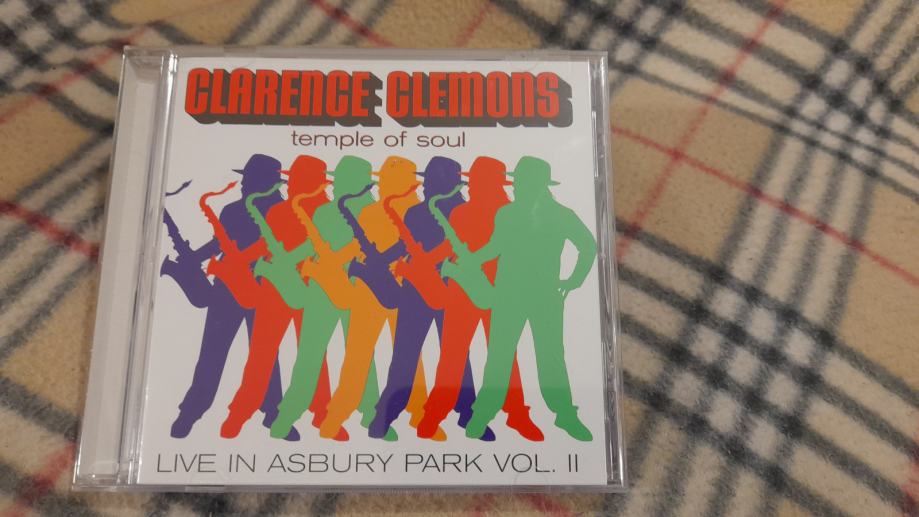 CLARENCE CLEMONS
temple of soul
LIVE IN ASBURY PARK VOL. II